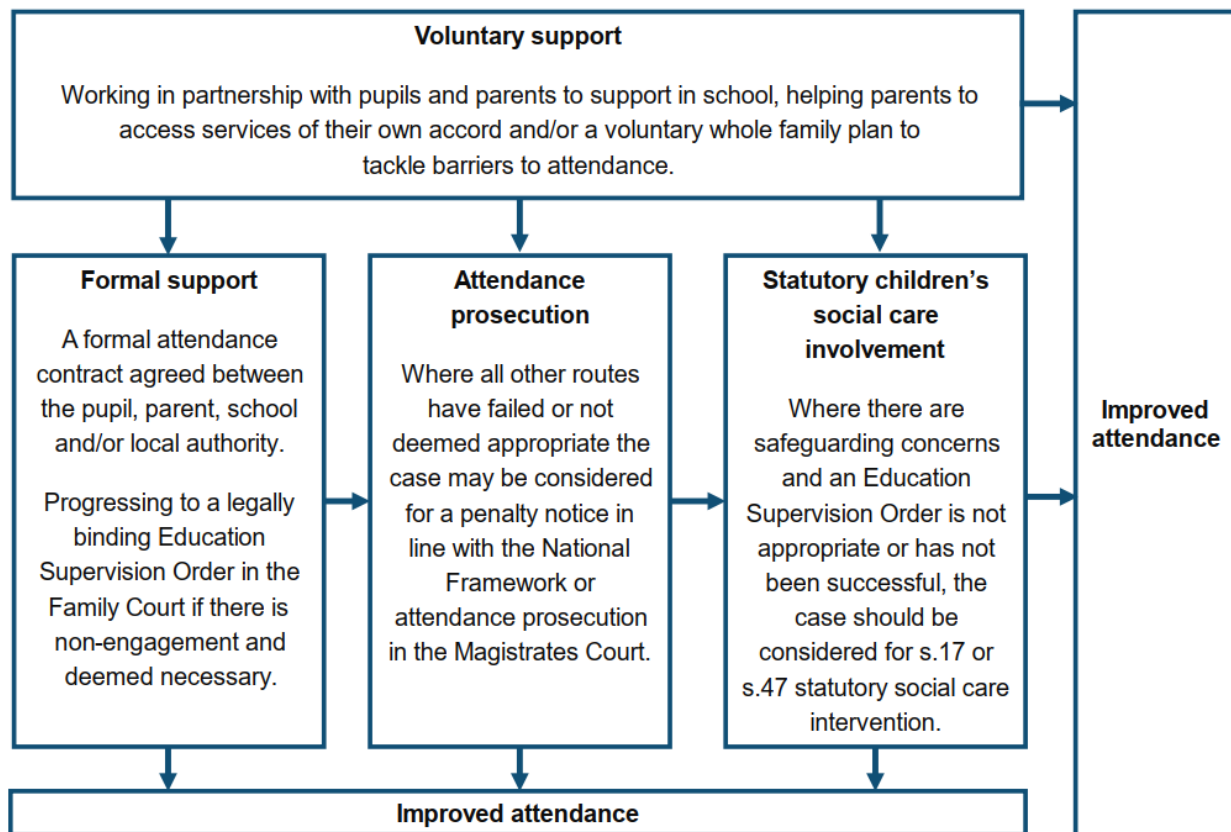 Voluntary support
Working in partnership with pupils and parents to support in school, helping parents to
access services of their own accord and/or a voluntary whole family plan to
tackle barriers to attendance.
Formal support
A formal attendance
contract agreed between
the pupil, parent, school
and/or local authority.
Progressing to a legally
binding Education
Supervision Order in the
Family Court if there is
non-engagement and
deemed necessary.
Attendance
prosecution
Where all other routes
have failed or not
deemed appropriate the
case may be considered
for a penalty notice in
line with the National
Framework or
attendance prosecution
in the Magistrates Court.
Statutory children’s
social care
involvement
Where there are
safeguarding concerns
and an Education
Supervision Order is not
appropriate or has not
been successful, the
case should be
considered for s.17 or
s.47 statutory social care
intervention.
Improved
attendance
Improved attendance